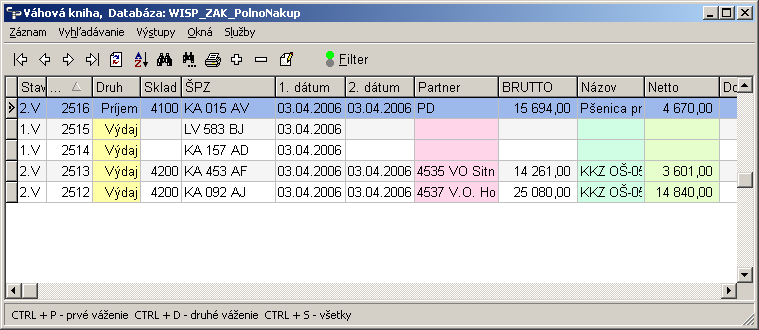 Váhová kniha, Databáza: WISP_ZAK_PolnoNakup
Záznam Vyhľadávanie Výstupy Okná Služby
Filter
Stav ... Druh Sklad ŠPZ 1. dátum 2. dátum Partner BRUTTO Názov Netto Do
2.V 2516 Príjem 4100 KA 015 AV 03.04.2006 03.04.2006 PD 15 694,00 Pšenica pr 4 670,00
1.V 2515 Výdaj LV 583 BJ 03.04.2006
1.V 2514 Výdaj KA 157 AD 03.04.2006
2.V 2513 Výdaj 4200 KA 453 AF 03.04.2006 03.04.2006 4535 VO Sitn 14 261,00 KKZ OŠ-05 3 601,00
2.V 2512 Výdaj 4200 KA 092 AJ 03.04.2006 03.04.2006 4537 V.O. Ho 25 080,00 KKZ OŠ-05 14 840,00
CTRL + P - prvé váženie CTRL + D - druhé váženie CTRL + S - všetky